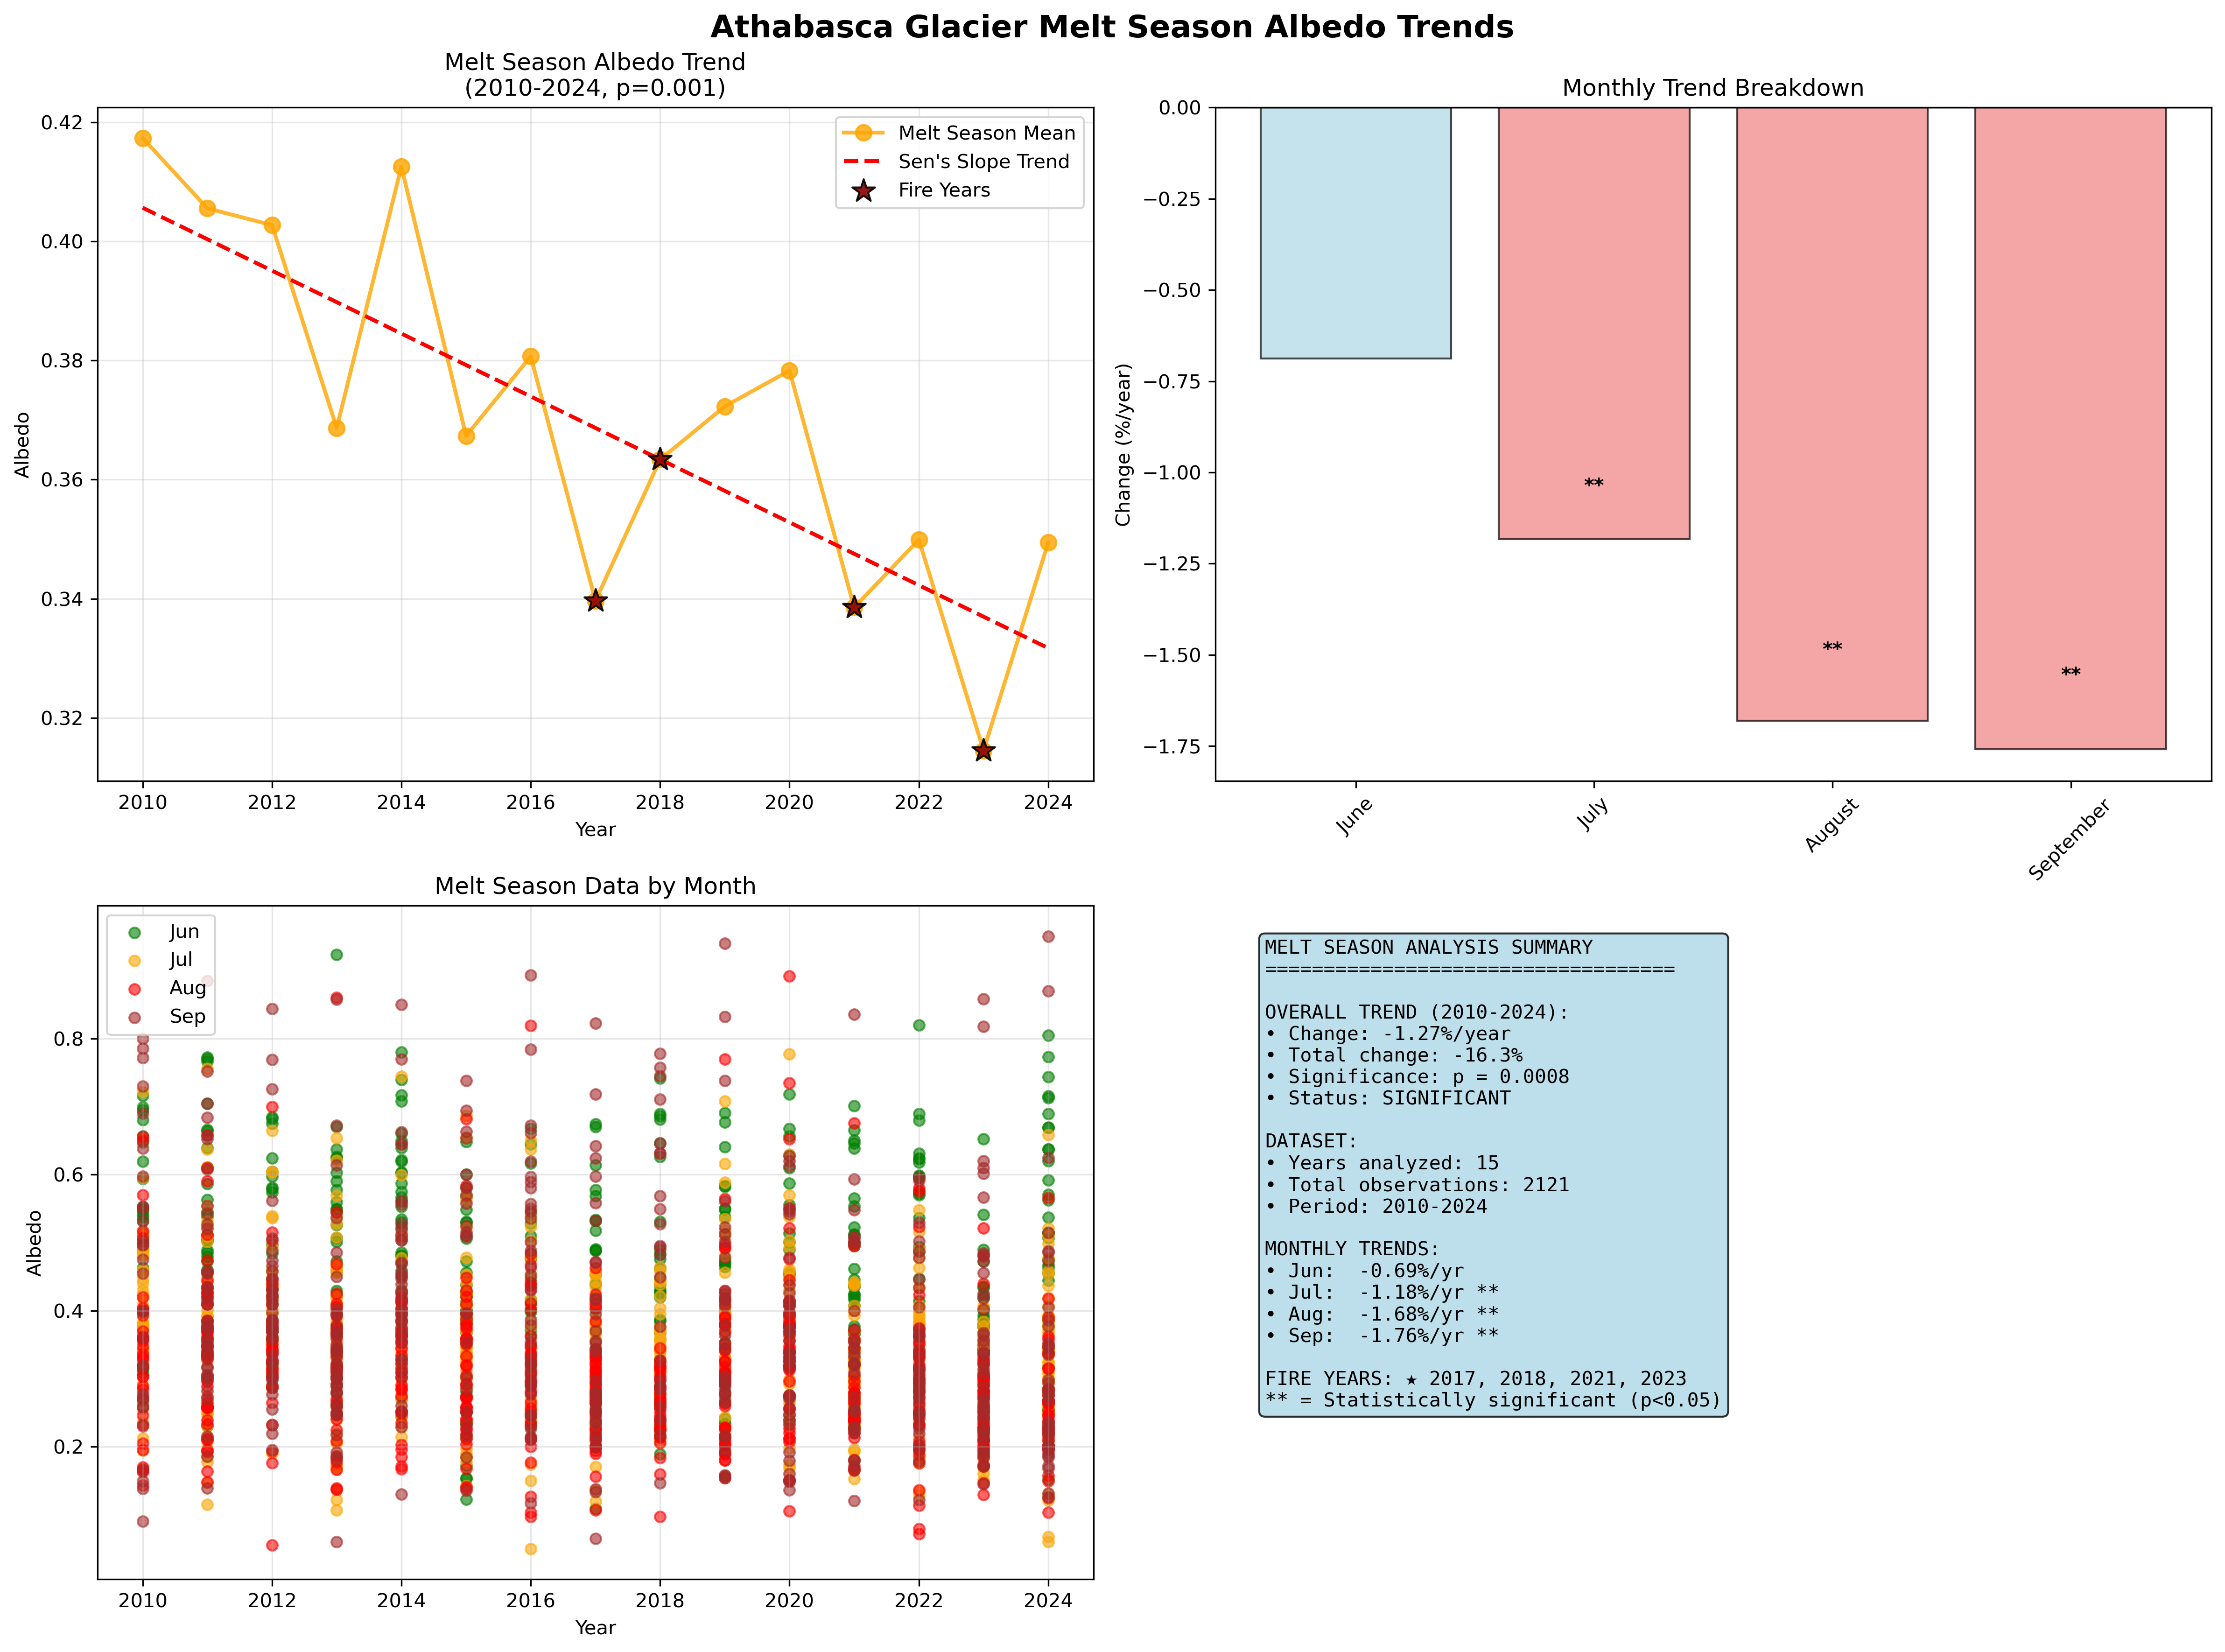 Athabasca Glacier Melt Season Albedo Trends
Melt Season Albedo Trend
(2010-2024, p=0.001)
Melt Season Mean
Sen's Slope Trend
Fire Years
0.42
0.40
0.38
0.36
0.34
0.32
Albedo
2010 2012 2014 2016 2018 2020 2022 2024
Year
Monthly Trend Breakdown
0.00
−0.25
−0.50
−0.75
−1.00
−1.25
−1.50
−1.75
Change (%/year)
**
**
**
June July August September
Melt Season Data by Month
Jun
Jul
Aug
Sep
0.8
0.6
0.4
0.2
Albedo
2010 2012 2014 2016 2018 2020 2022 2024
Year
MELT SEASON ANALYSIS SUMMARY
===================================
OVERALL TREND (2010-2024):
• Change: -1.27%/year
• Total change: -16.3%
• Significance: p = 0.0008
• Status: SIGNIFICANT
DATASET:
• Years analyzed: 15
• Total observations: 2121
• Period: 2010-2024
MONTHLY TRENDS:
• Jun:  -0.69%/yr
• Jul:  -1.18%/yr **
• Aug:  -1.68%/yr **
• Sep:  -1.76%/yr **
FIRE YEARS: ★ 2017, 2018, 2021, 2023
** = Statistically significant (p<0.05)